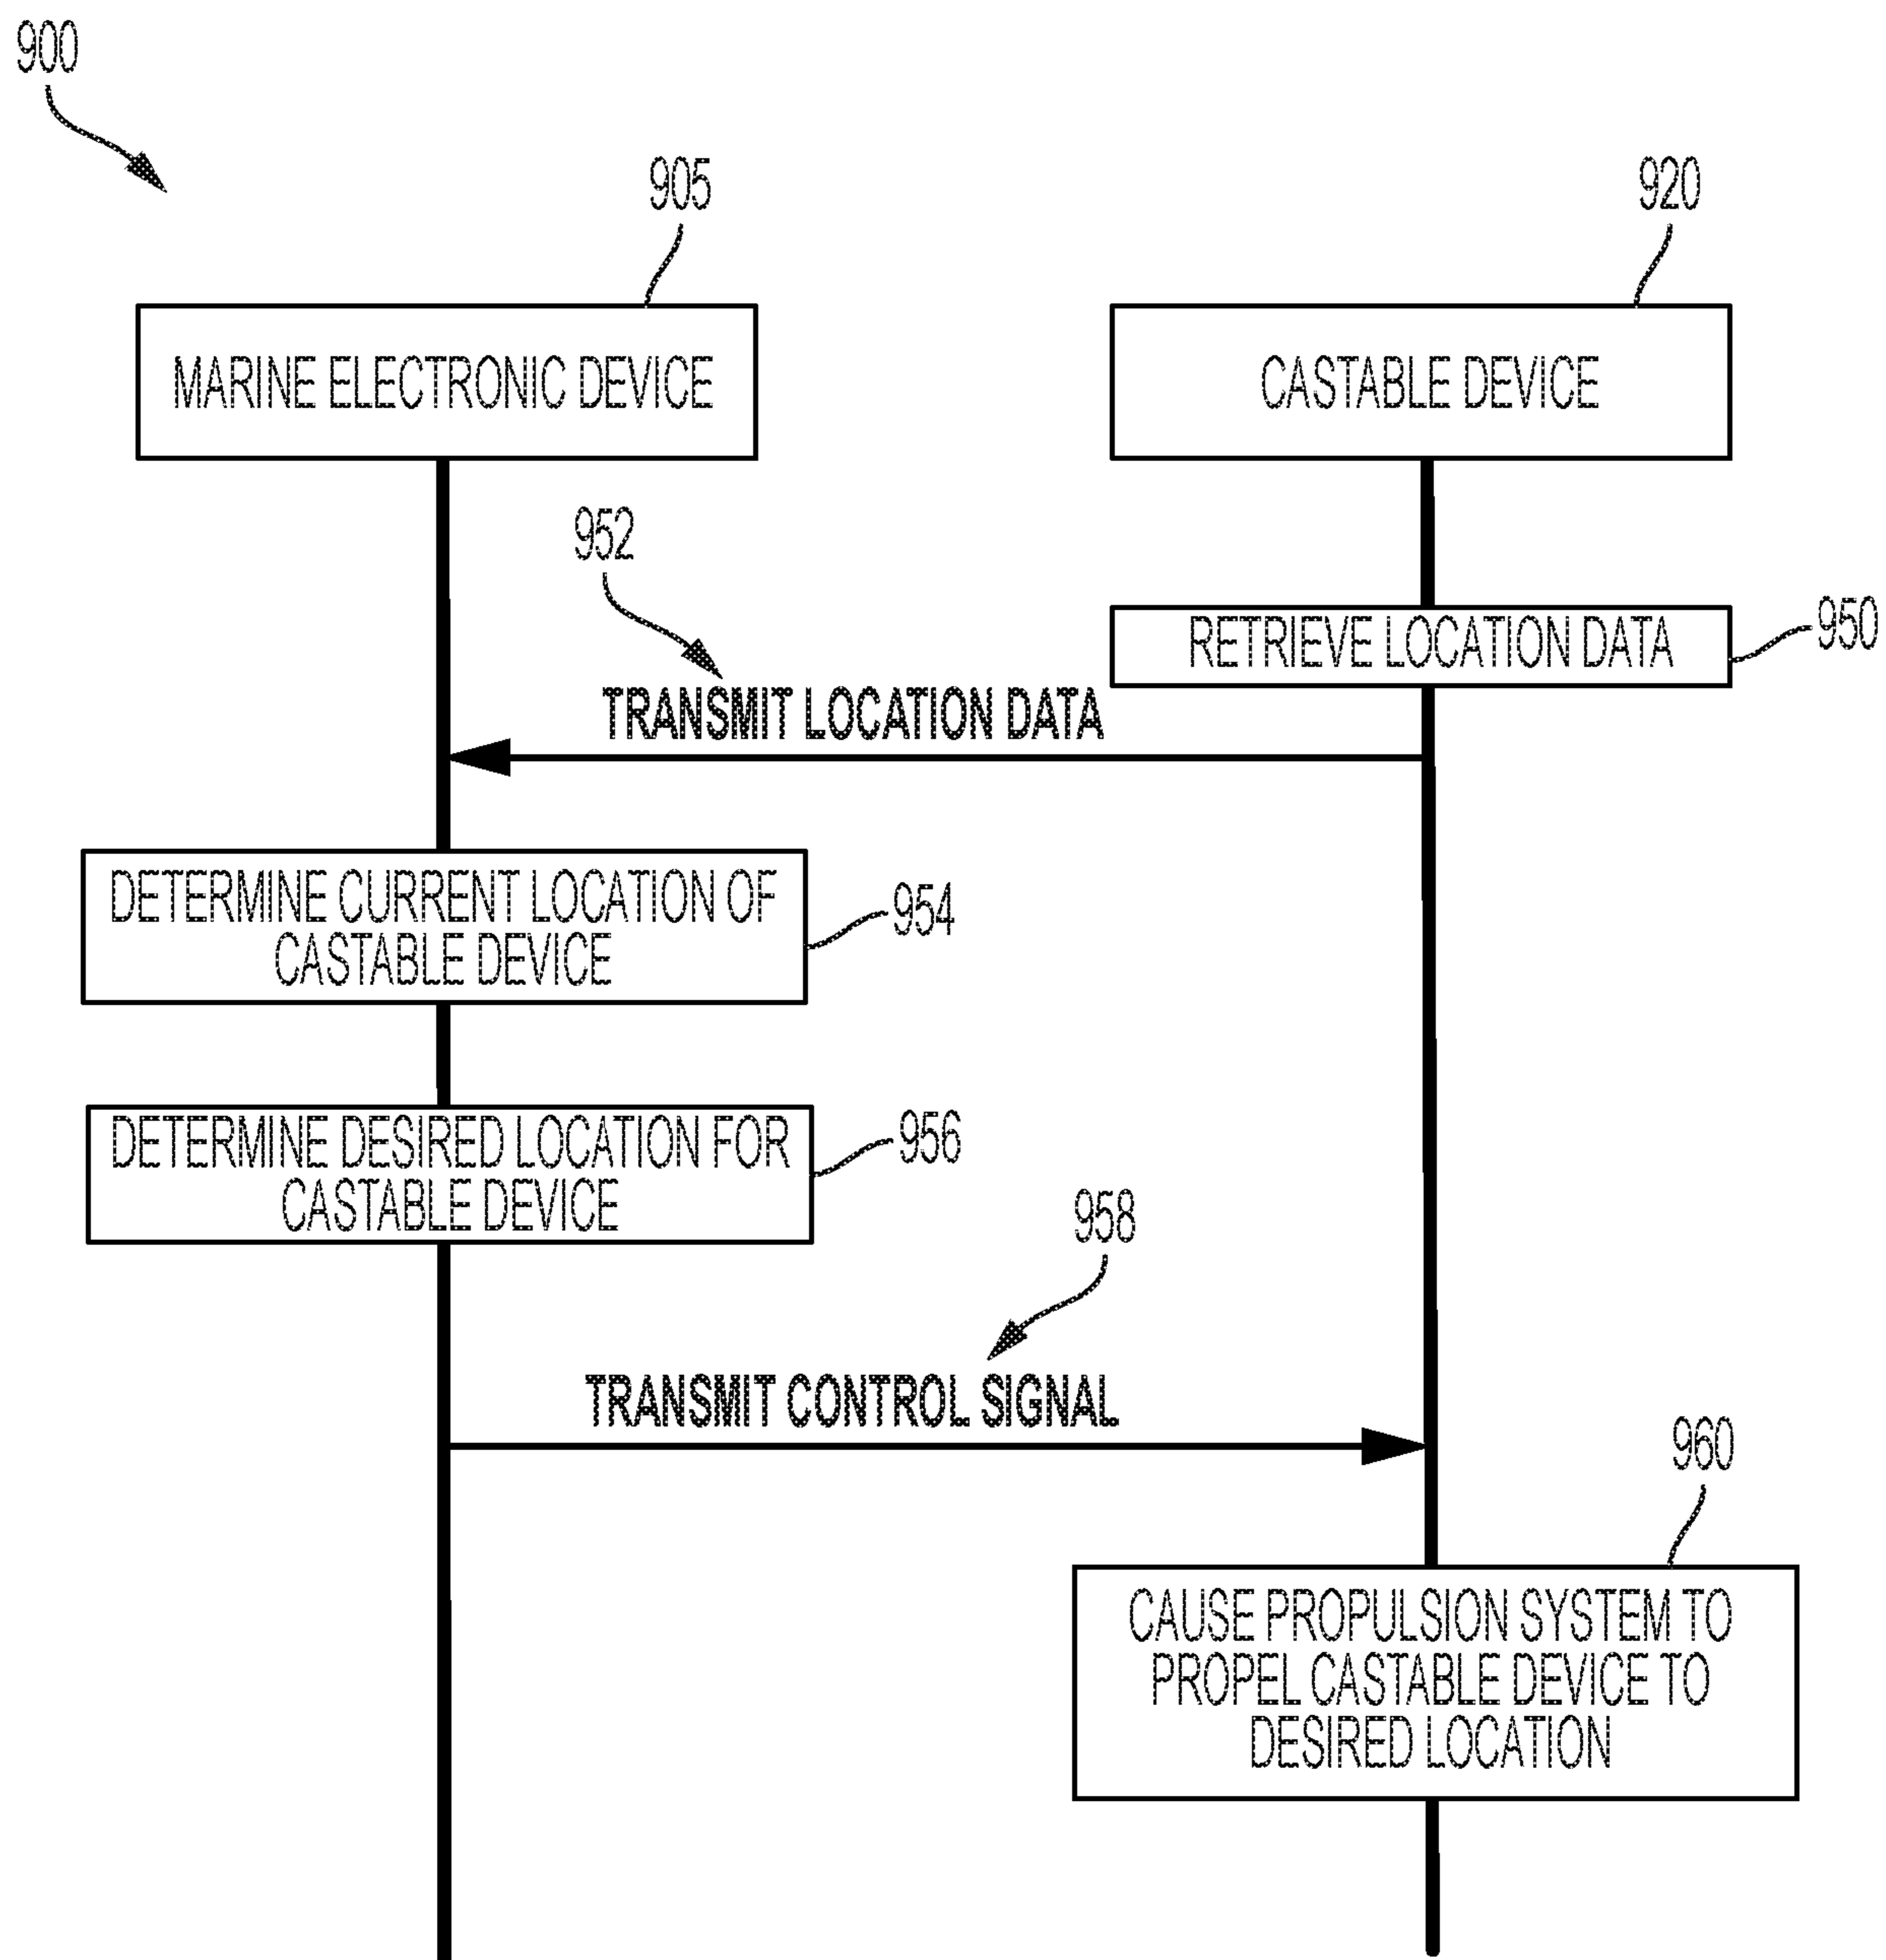 900
905
920
MARINE ELECTRONIC DEVICE
CASTABLE DEVICE
952
RETRIEVE LOCATION DATA
950
TRANSMIT LOCATION DATA
DETERMINE CURRENT LOCATION OF
CASTABLE DEVICE
954
DETERMINE DESIRED LOCATION FOR
CASTABLE DEVICE
956
958
TRANSMIT CONTROL SIGNAL
960
CAUSE PROPULSION SYSTEM TO
PROPEL CASTABLE DEVICE TO
DESIRED LOCATION